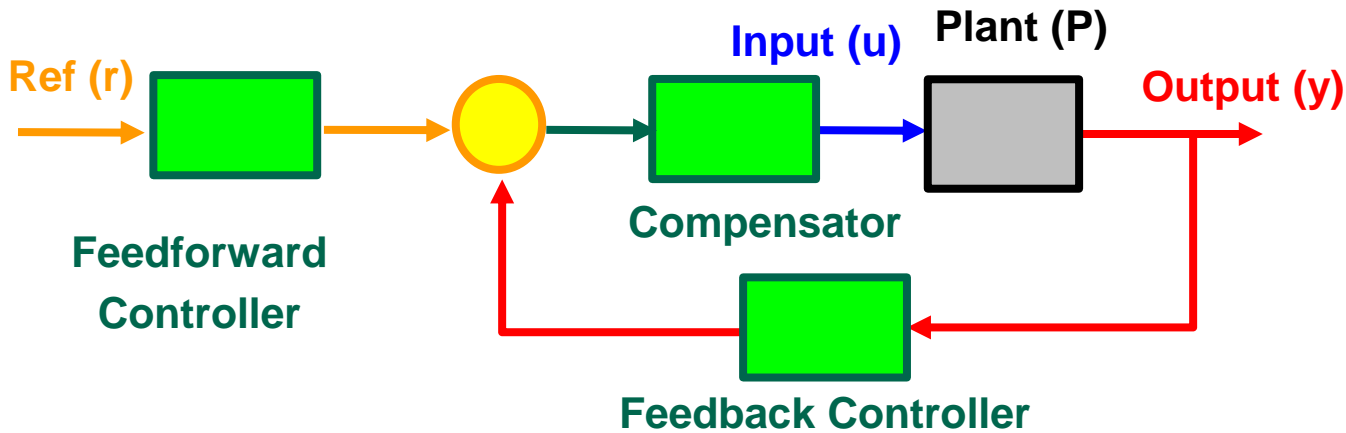 Plant (P)
Input (u)
Ref (r)
Output (y)
Compensator
Feedforward
Controller
Feedback Controller